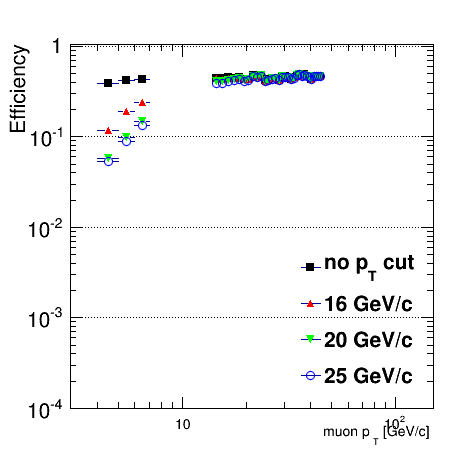 Efficiency
1
10⁻¹
10⁻²
10⁻³
10⁻⁴
no p_T cut
16 GeV/c
20 GeV/c
25 GeV/c
10
10²
muon p_T [GeV/c]